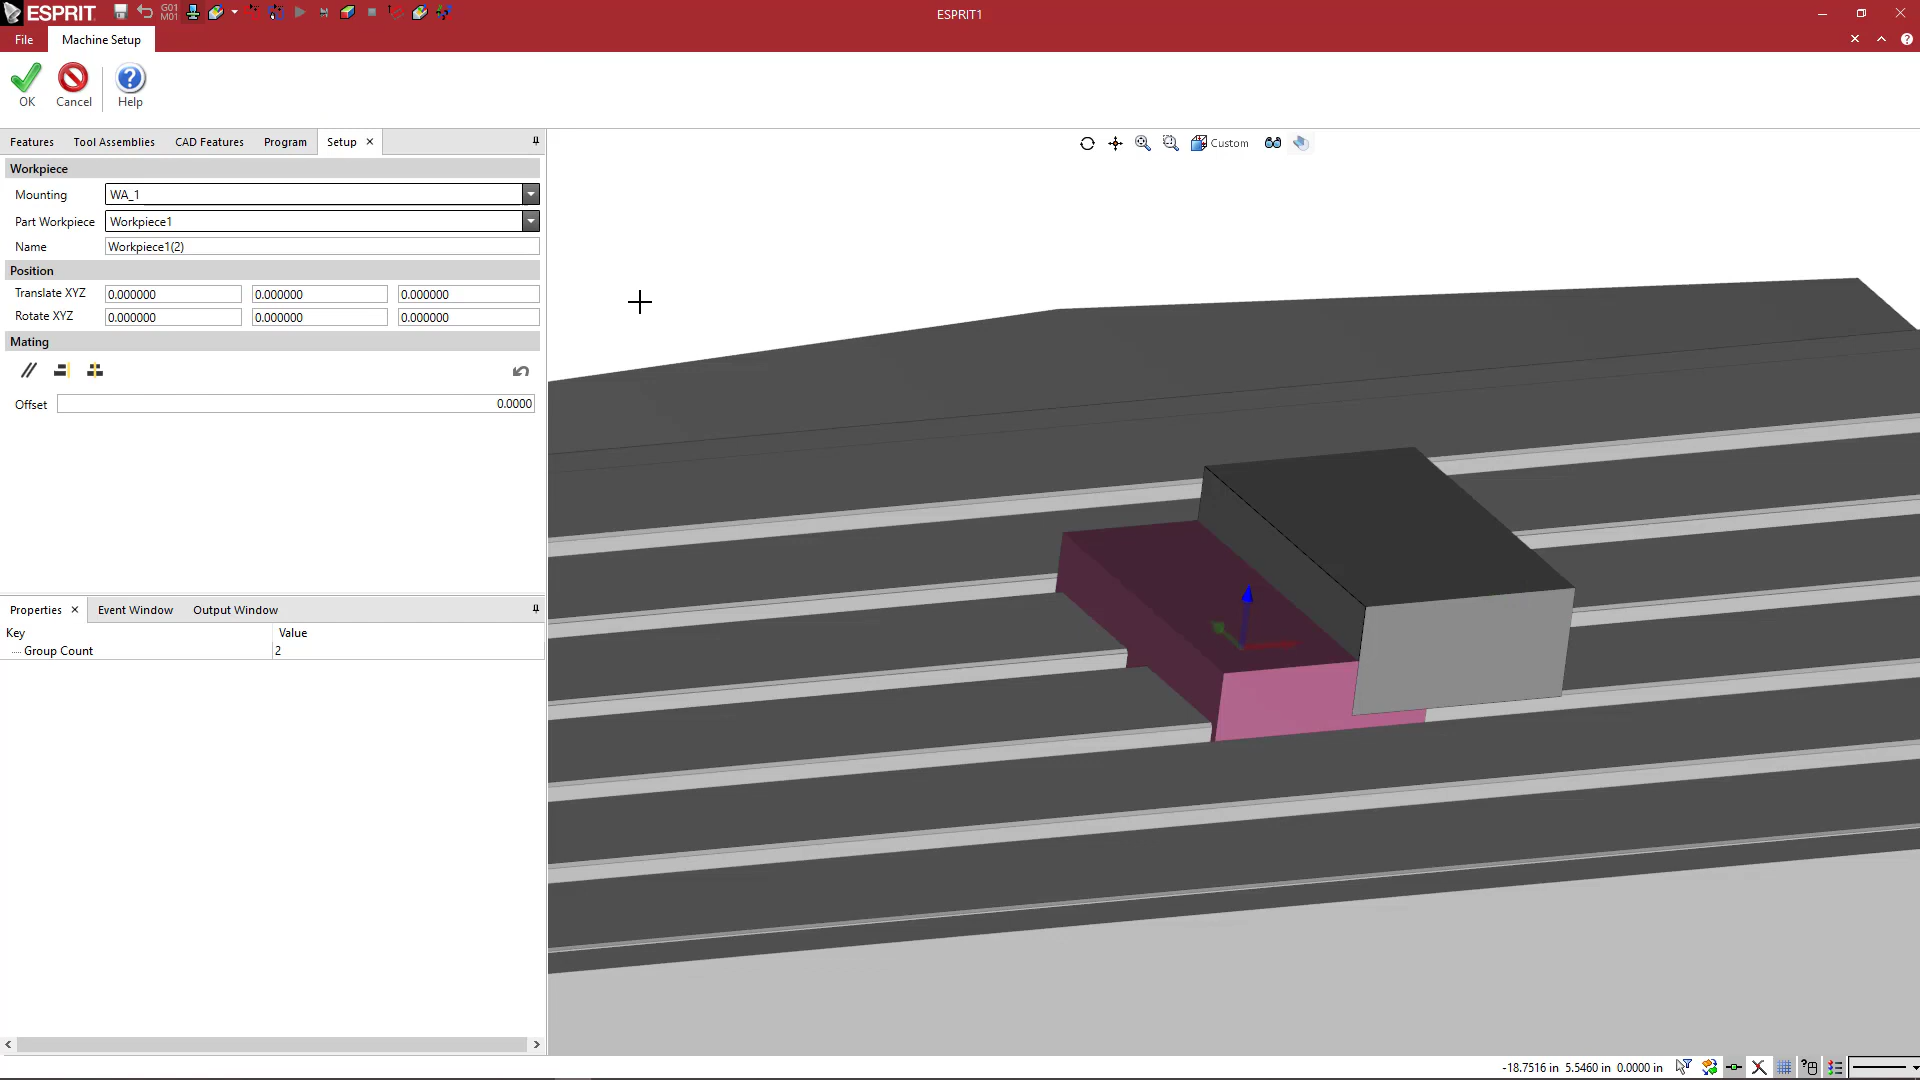 ESPRIT
G01
M01
ESPRIT1
File
Machine Setup
OK
Cancel
Help
Features
Tool Assemblies
CAD Features
Program
Setup
Custom
Workpiece
Mounting
WA_1
Part Workpiece
Workpiece1
Name
Workpiece1(2)
Position
Translate XYZ
0.000000
0.000000
0.000000
Rotate XYZ
0.000000
0.000000
0.000000
Mating
Offset
0.0000
Properties
Event Window
Output Window
Key
Value
Group Count
2
-18.7516 in 5.5460 in 0.0000 in